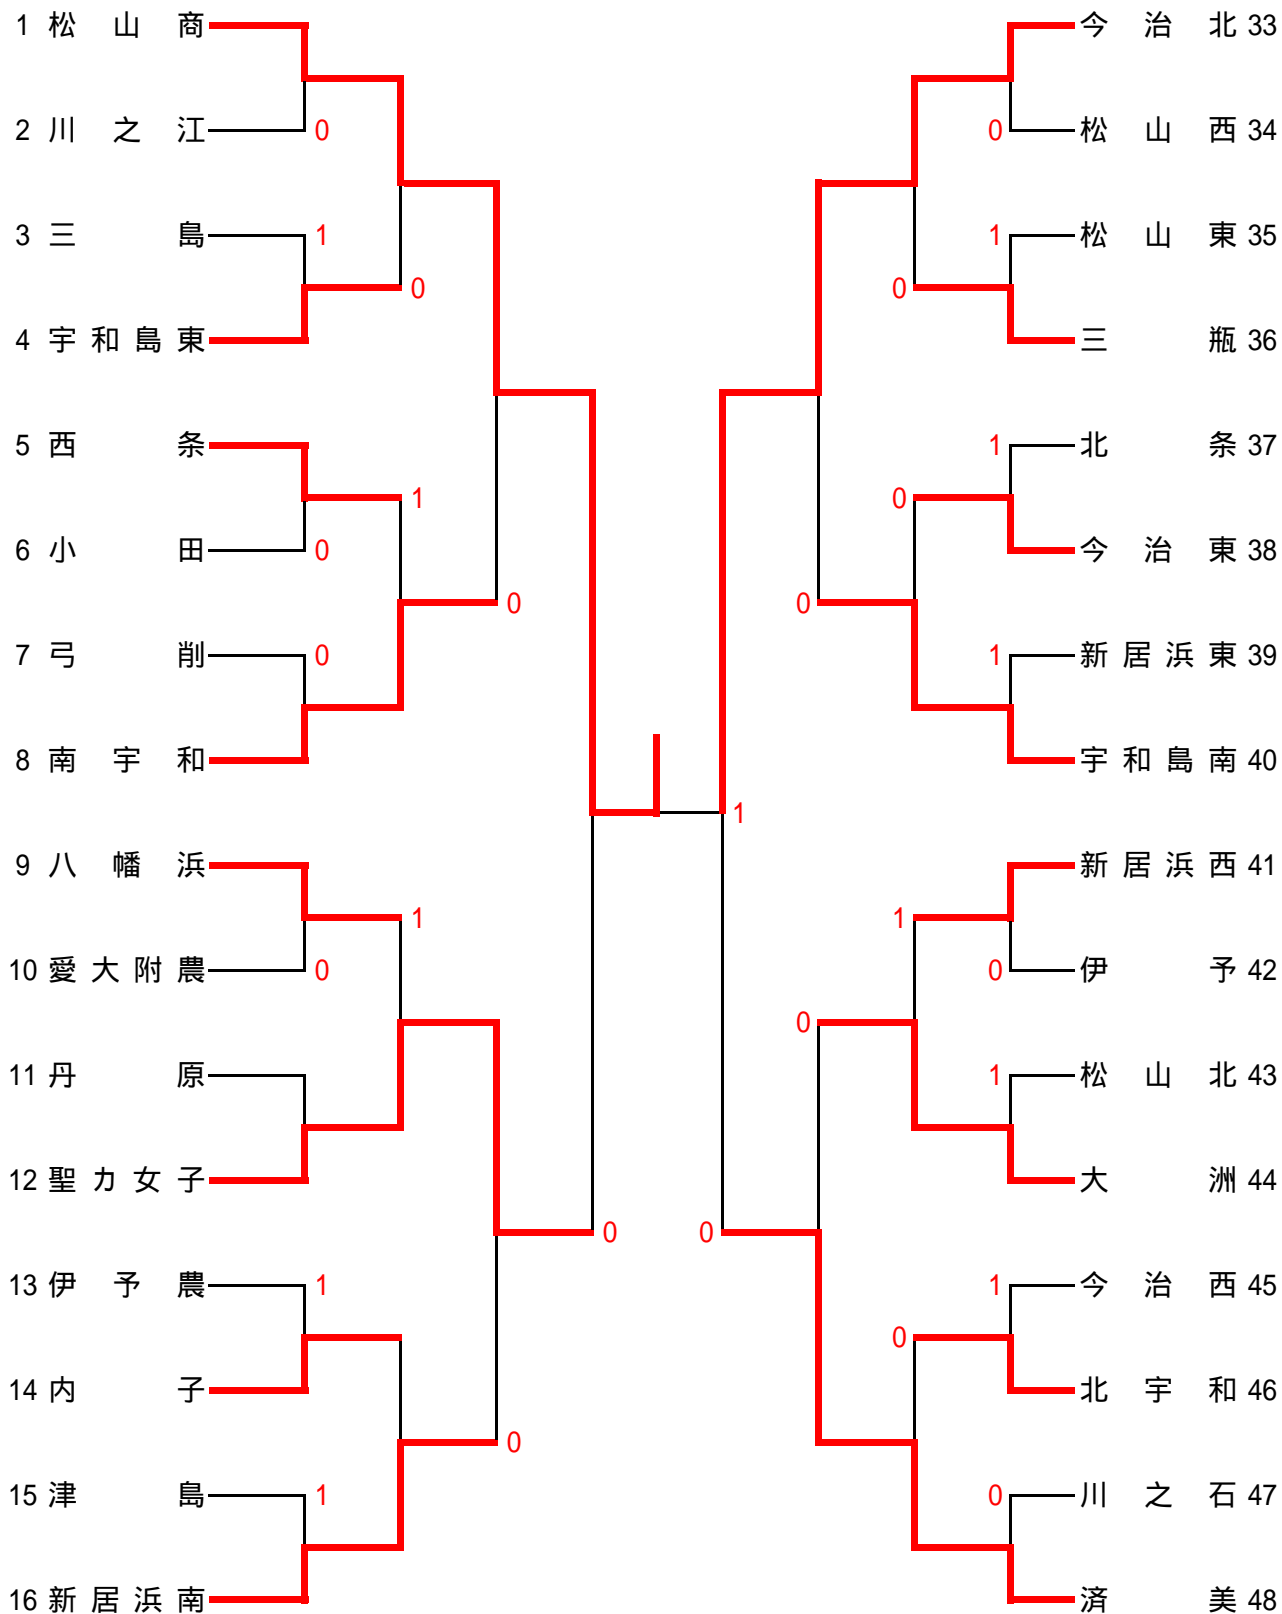 1 松山商 今治北 33
2 川之江 0 0 松山西 34
3 三島 1 1 松山東 35
0 0
4 宇和島東 三瓶 36
5 西条 1 北条 37
1 0
6 小田 0 今治東 38
0 0
7 弓削 0 1 新居浜東 39
8 南宇和 宇和島南 40
1
9 八幡浜 新居浜西 41
1 1
10 愛大附農 0 0 伊予 42
0
11 丹原 1 松山北 43
12 聖カ女子 大洲 44
0 0
13 伊予農 1 1 今治西 45
0
14 内子 北宇和 46
0
15 津島 1 0 川之石 47
16 新居浜南 済美 48